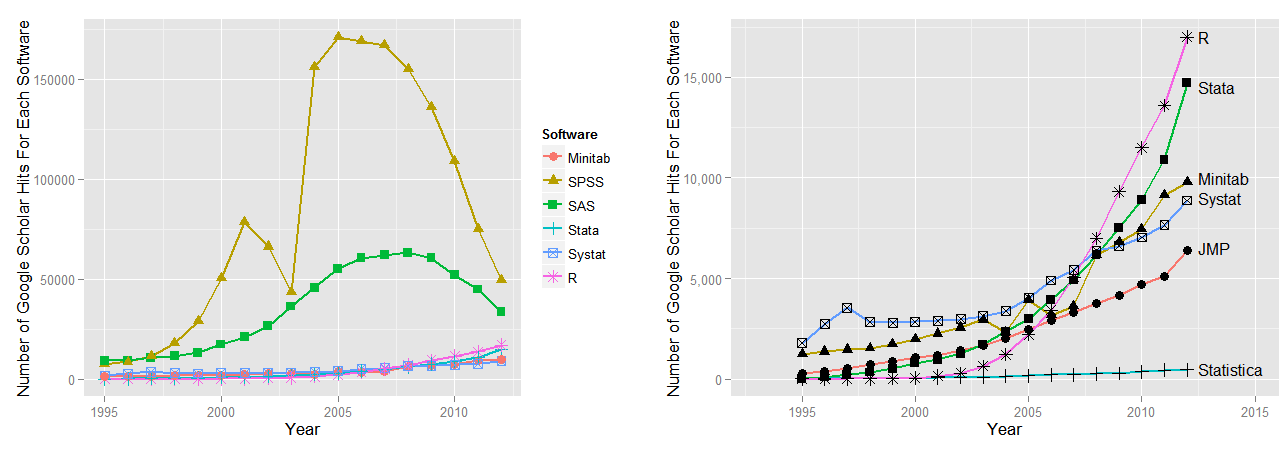 Number of Google Scholar Hits For Each Software
150000
100000
50000
0
1995
2000
2005
2010
Year
Software
Minitab
SPSS
SAS
Stata
Systat
R
Number of Google Scholar Hits For Each Software
15,000
10,000
5,000
0
1995
2000
2005
2010
2015
Year
R
Stata
Minitab
Systat
JMP
Statistica